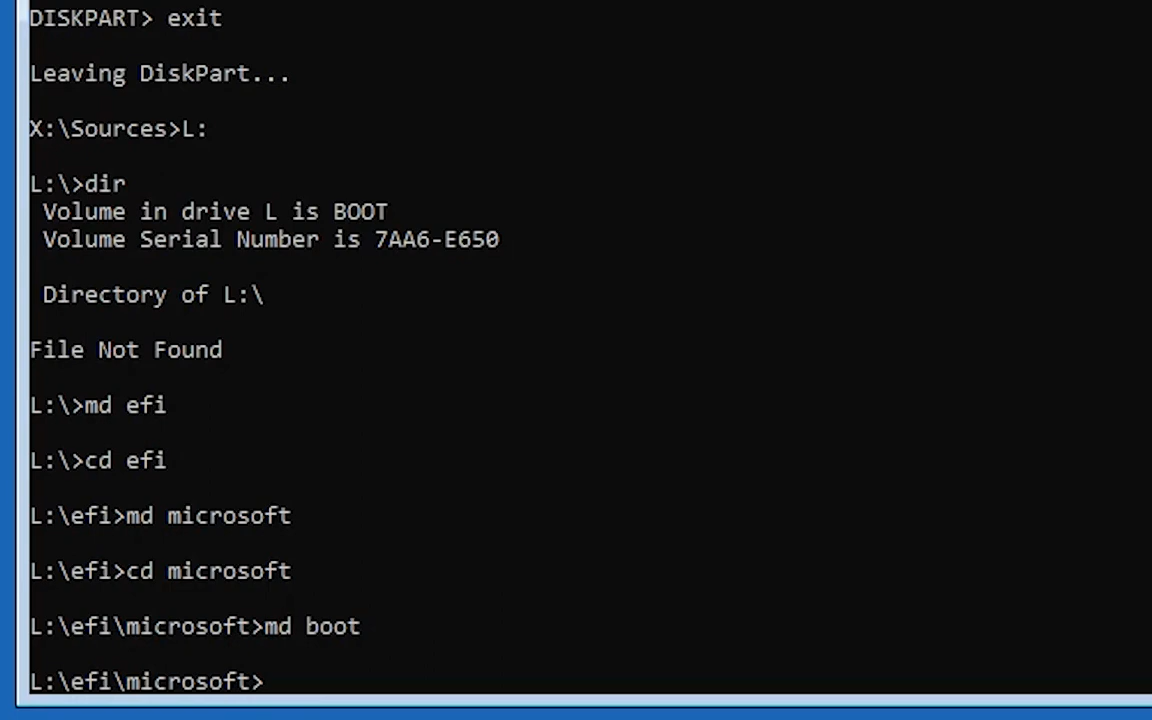 DISKPART> exit
Leaving DiskPart...
X:\Sources>L:
L:\>dir
Volume in drive L is BOOT
Volume Serial Number is 7AA6-E650
Directory of L:\
File Not Found
L:\>md efi
L:\>cd efi
L:\efi>md microsoft
L:\efi>cd microsoft
L:\efi\microsoft>md boot
L:\efi\microsoft>